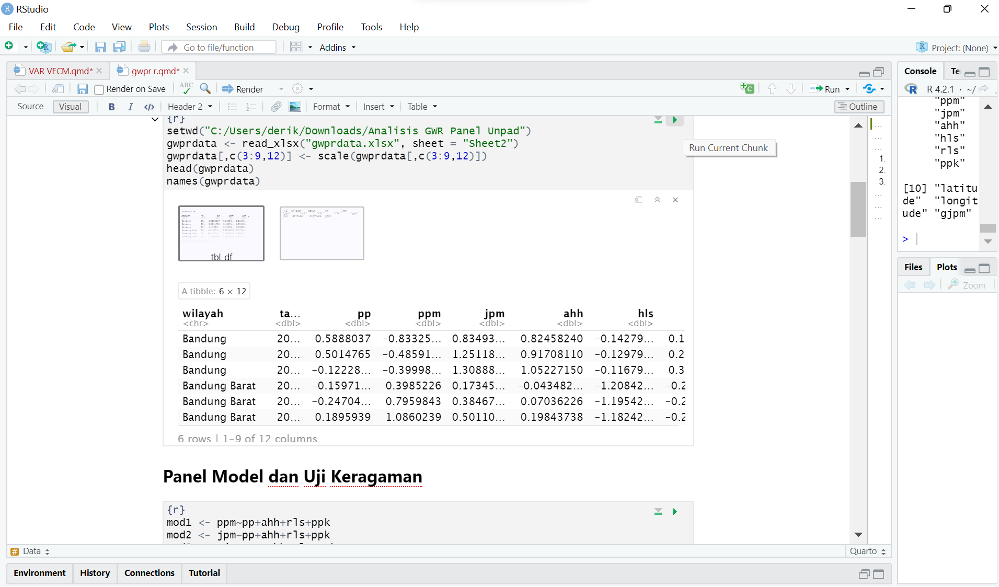 RStudio
File Edit Code View Plots Session Build Debug Profile Tools Help
Go to file/function Addins Project: (None)
VAR VECM.qmd* gwpr r.qmd*
Render on Save ABC Render Run
Source Visual B I </> Header 2 Format Insert Table Outline
{r}
setwd("C:/Users/derik/Downloads/Analisis GWR Panel Unpad")
gwprdata <- read_xlsx("gwprdata.xlsx", sheet = "Sheet2")
gwprdata[,c(3:9,12)] <- scale(gwprdata[,c(3:9,12)])
head(gwprdata)
names(gwprdata)
Run Current Chunk
tbl_df
A tibble: 6 × 12
wilayah ta... pp ppm jpm ahh hls
<chr> <dbl> <dbl> <dbl> <dbl> <dbl> <dbl>
Bandung 20... 0.5888037 -0.83325... 0.83493... 0.82458240 -0.14279... 0.1
Bandung 20... 0.5014765 -0.48591... 1.25118... 0.91708110 -0.12979... 0.2
Bandung 20... -0.12228... -0.39998... 1.30888... 1.05227150 -0.11679... 0.3
Bandung Barat 20... -0.15971... 0.3985226 0.17345... -0.043482... -1.20842... -0.2
Bandung Barat 20... -0.24704... 0.7959843 0.38467... 0.07036226 -1.19542... -0.2
Bandung Barat 20... 0.1895939 1.0860239 0.50110... 0.19843738 -1.18242... -0.2
6 rows | 1-9 of 12 columns
Panel Model dan Uji Keragaman
{r}
mod1 <- ppm~pp+ahh+rls+ppk
mod2 <- jpm~pp+ahh+rls+ppk
...
...
...
1.
2.
3.
...
...
...
# Data Quarto
Environment History Connections Tutorial
Console Te
R 4.2.1 · ~/
"ppm"
"jpm"
"ahh"
"hls"
"rls"
"ppk"
[10] "latitu
de" "longit
ude" "gjpm"
>
Files Plots
Zoom